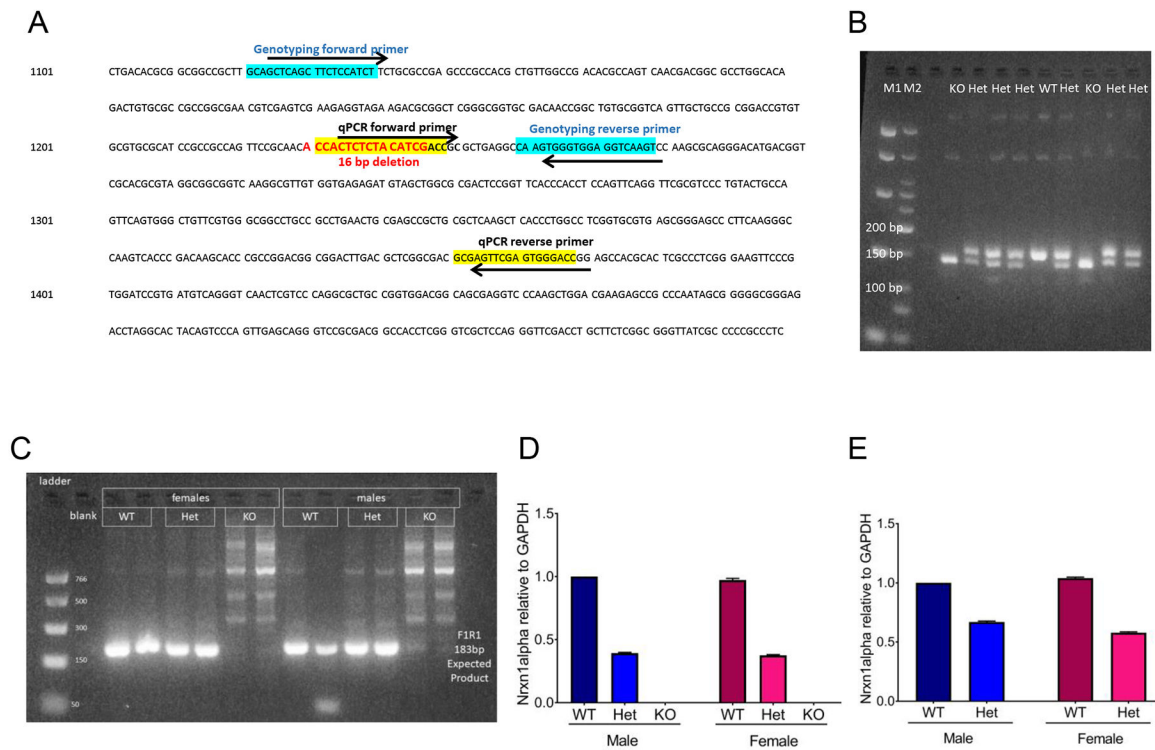 A
Genotyping forward primer
1101 CTGACACGCG GCGGCCGCTT GCAGCTCAGC TTCTCCATCT TCTGCGCCGA GCCCGCCACG CTGTTGGCCG ACACGCCAGT CAACGACGGC GCCTGGCACA
GACTGTGCGC CGCCGGCGAA CGTCGAGTCG AAGAGGTAGA AGACGCGGCT CGGGCGGTGC GACAACCGGC TGTGCGGTCA GTTGCTGCCG CGGACCGTGT
qPCR forward primer Genotyping reverse primer
1201 GCGTGCGCAT CCGCCGCCAG TTCCGCAACA CCACTCTCTA CATCGACCGC GCTGAGGCCA AGTGGGTGGA GGTCAAGTCC AAGCGCAGGGACATGACGGT
16 bp deletion
CGCACGCGTA GGCGGCGGTC AAGGCGTTGT GGTGAGAGAT GTAGCTGGCG CGACTCCGGT TCACCCACCT CCAGTTCAGG TTCGCGTCCC TGTACTGCCA
1301 GTTCAGTGGG CTGTTCGTGG GCGGCCTGCC GCCTGAACTG CGAGCCGCTG CGCTCAAGCT CACCCTGGCC TCGGTGCGTG AGCGGGAGCC CTTCAAGGGC
qPCR reverse primer
CAAGTCACCC GACAAGCACC CGCCGGACGG CGGACTTGAC GCTCGGCGAC GCGAGTTCGA GTGGGACCGG AGCCACGCAC TCGCCCTCGG GAAGTTCCCG
1401 TGGATCCGTG ATGTCAGGGT CAACTCGTCC CAGGCGCTGC CGGTGGACGG CAGCGAGGTC CCAAGCTGGA CGAAGAGCCG CCCAATAGCG GGGGCGGGAG
ACCTAGGCAC TACAGTCCCA GTTGAGCAGG GTCCGCGACG GCCACCTCGG GTCGCTCCAG GGTTCGACCT GCTTCTCGGC GGGTTATCGC CCCCGCCCTC
B
KO Het Het Het WT Het KO Het Het
M1 M2
200 bp
150 bp
100 bp
C
ladder
females males
blank WT Het KO WT Het KO
766
500
300
150
50
F1R1
183bp
Expected
Product
D
Nrxn1alpha relative to GAPDH
1.5
1.0
0.5
0.0
WT Het KO WT Het KO
Male Female
E
Nrxn1alpha relative to GAPDH
1.5
1.0
0.5
0.0
WT Het WT Het
Male Female